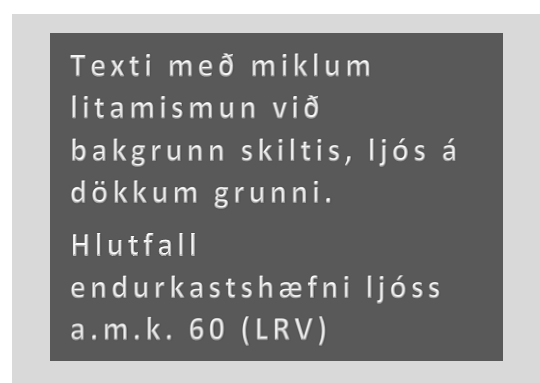 Texti með miklum
litamismun við
bakgrunn skiltis, ljós á
dökkum grunni.
Hlutfall
endurkastshæfni ljóss
a.m.k. 60 (LRV)